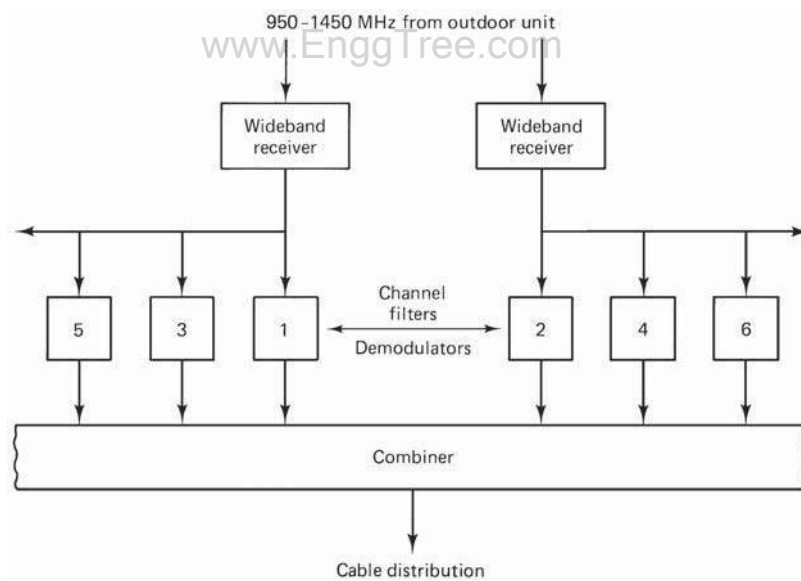 950–1450 MHz from outdoor unit
www.EnggTree.com
Wideband
receiver
Wideband
receiver
Channel
filters
Demodulators
5
3
1
2
4
6
Combiner
Cable distribution